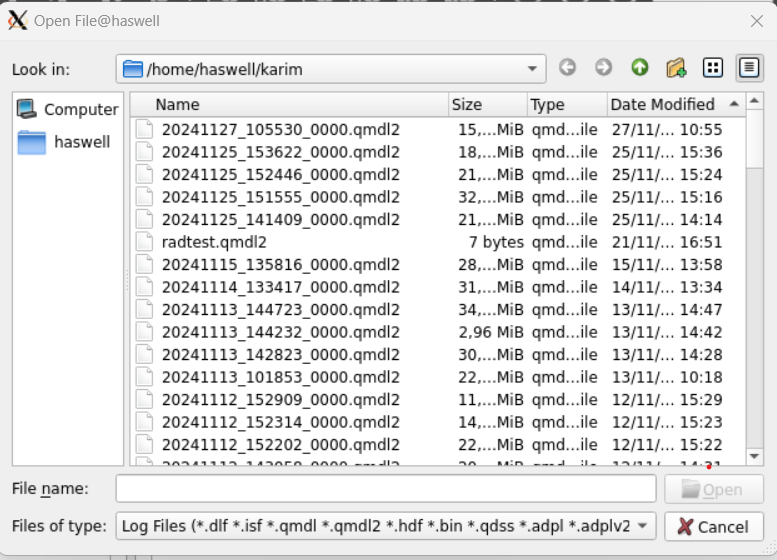 Open File@haswell
Look in: /home/haswell/karim
Computer
haswell
Name Size Type Date Modified
20241127_105530_0000.qmdl2 15,...MiB qmd...ile 27/11/... 10:55
20241125_153622_0000.qmdl2 18,...MiB qmd...ile 25/11/... 15:36
20241125_152446_0000.qmdl2 21,...MiB qmd...ile 25/11/... 15:24
20241125_151555_0000.qmdl2 32,...MiB qmd...ile 25/11/... 15:16
20241125_141409_0000.qmdl2 21,...MiB qmd...ile 25/11/... 14:14
radtest.qmdl2 7 bytes qmd...ile 21/11/... 16:51
20241115_135816_0000.qmdl2 28,...MiB qmd...ile 15/11/... 13:58
20241114_133417_0000.qmdl2 31,...MiB qmd...ile 14/11/... 13:34
20241113_144723_0000.qmdl2 34,...MiB qmd...ile 13/11/... 14:47
20241113_144232_0000.qmdl2 2,96 MiB qmd...ile 13/11/... 14:42
20241113_142823_0000.qmdl2 30,...MiB qmd...ile 13/11/... 14:28
20241113_101853_0000.qmdl2 22,...MiB qmd...ile 13/11/... 10:18
20241112_152909_0000.qmdl2 11,...MiB qmd...ile 12/11/... 15:29
20241112_152314_0000.qmdl2 14,...MiB qmd...ile 12/11/... 15:23
20241112_152202_0000.qmdl2 22,...MiB qmd...ile 12/11/... 15:22
File name:
Open
Files of type: Log Files (*.dlf *.isf *.qmdl *.qmdl2 *.hdf *.bin *.qdss *.adpl *.adplv2
Cancel